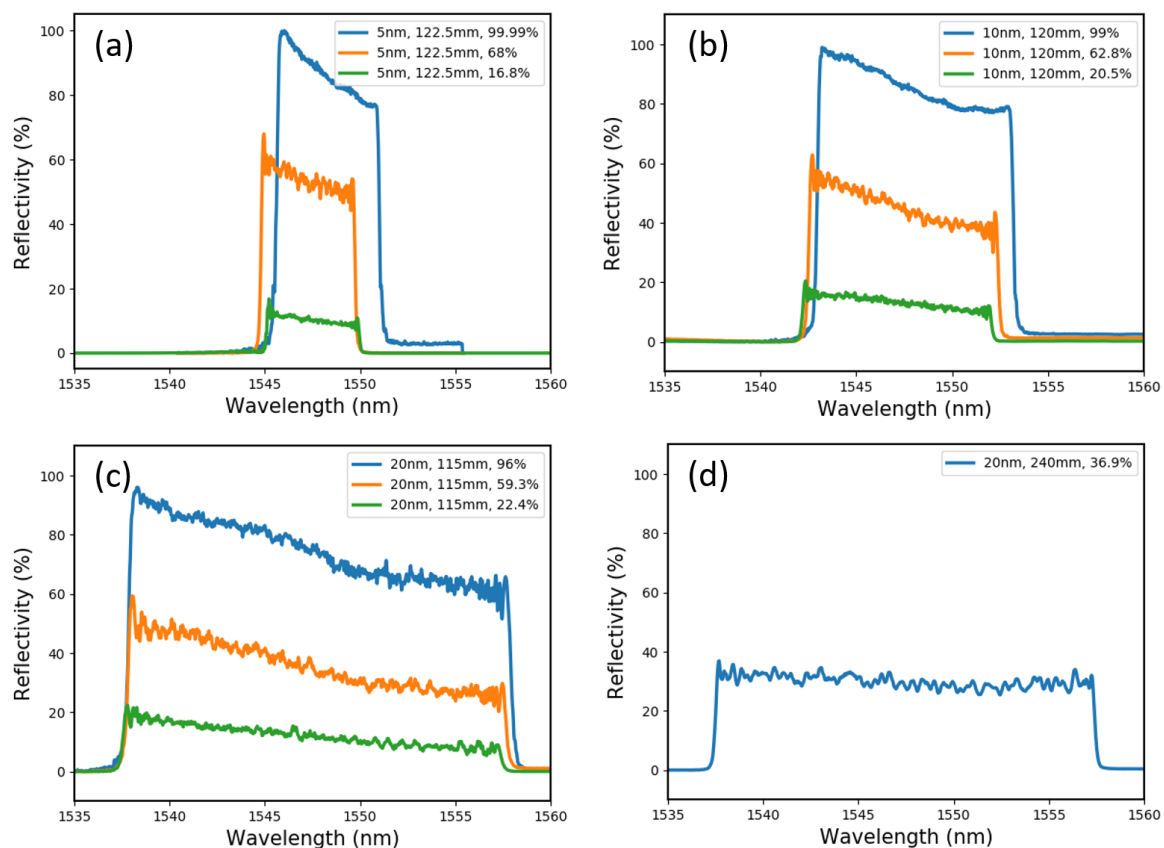 (a)
5nm, 122.5mm, 99.99%
5nm, 122.5mm, 68%
5nm, 122.5mm, 16.8%
100
80
60
40
20
0
Reflectivity (%)
1535 1540 1545 1550 1555 1560
Wavelength (nm)
(b)
10nm, 120mm, 99%
10nm, 120mm, 62.8%
10nm, 120mm, 20.5%
100
80
60
40
20
0
Reflectivity (%)
1535 1540 1545 1550 1555 1560
Wavelength (nm)
(c)
20nm, 115mm, 96%
20nm, 115mm, 59.3%
20nm, 115mm, 22.4%
100
80
60
40
20
0
Reflectivity (%)
1535 1540 1545 1550 1555 1560
Wavelength (nm)
(d)
20nm, 240mm, 36.9%
100
80
60
40
20
0
Reflectivity (%)
1535 1540 1545 1550 1555 1560
Wavelength (nm)